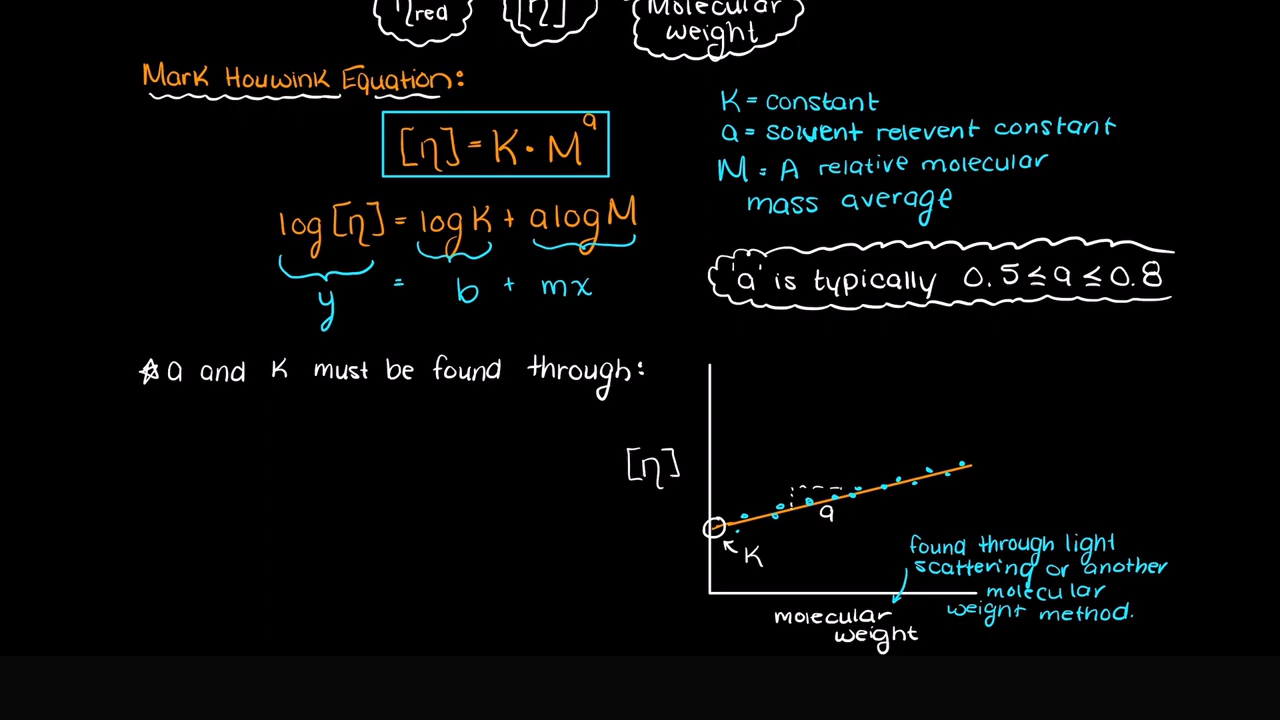 ηred
[η]
Molecular
weight
Mark Houwink Equation:
[η] = K · Mᵃ
K = constant
a = solvent relevent constant
M = A relative molecular
mass average
log [η] = log K + a log M
y = b + mx
'a' is typically 0.5 ≤ a ≤ 0.8
☆ a and K must be found through:
[η]
a
K
found through light
scattering or another
molecular
weight method.
molecular
weight